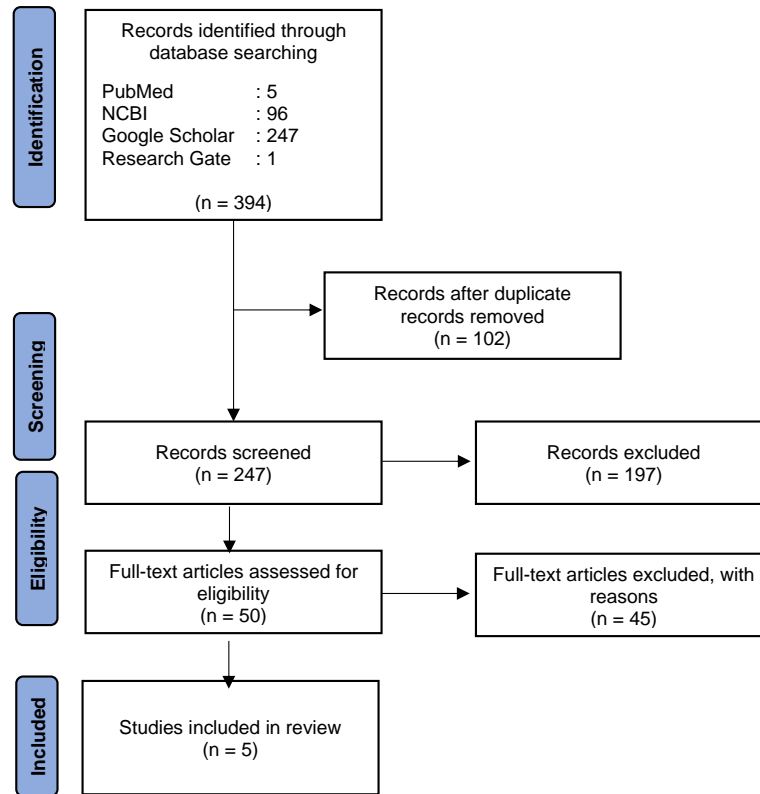 Identification
Records identified through
database searching
PubMed : 5
NCBI : 96
Google Scholar : 247
Research Gate : 1
(n = 394)
Records after duplicate
records removed
(n = 102)
Screening
Records screened
(n = 247)
Records excluded
(n = 197)
Eligibility
Full-text articles assessed for
eligibility
(n = 50)
Full-text articles excluded, with
reasons
(n = 45)
Included
Studies included in review
(n = 5)